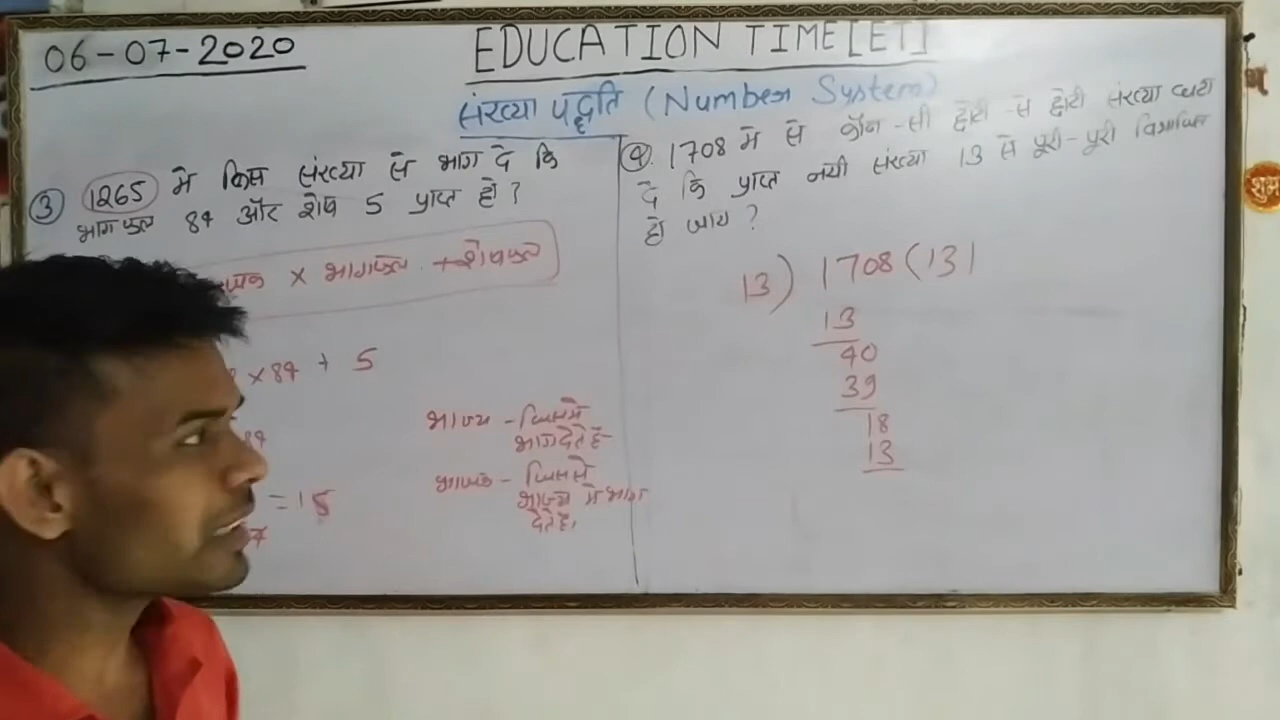 06-07-2020
EDUCATION TIME[ET]
संख्या पद्धति (Number System)
③ 1265 में किस संख्या से भाग दे कि
भागफल 84 और शेष 5 प्राप्त हो ?
× भागफल + शेषफल
×84 + 5
84
= 15
भाज्य - जिसमें
भाग देते हैं
भाजक - जिससे
भाज्य में भाग
देते है।
④. 1708 में से कौन-सी छोटी-से छोटी संख्या घटा
दे कि प्राप्त नयी संख्या 13 से पूरी-पूरी विभाजित
हो जाय ?
13) 1708 (131
13
40
39
18
13
शुभ